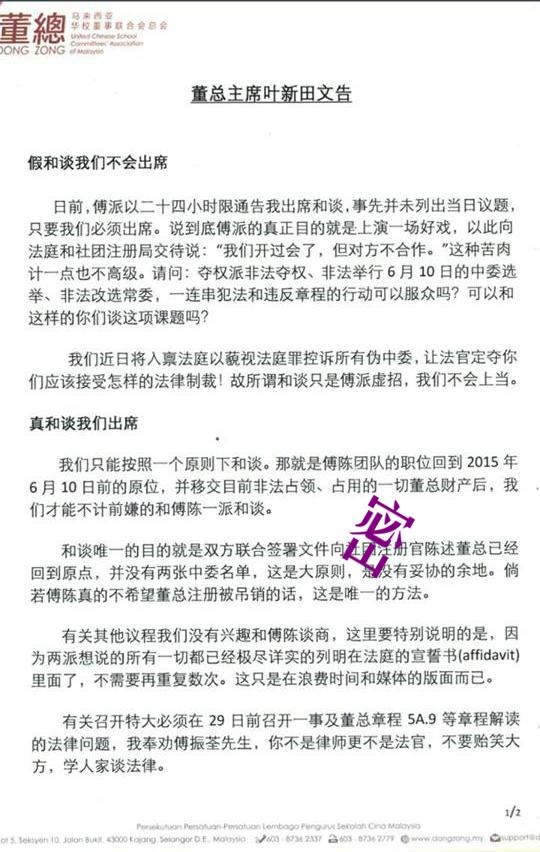 董總
DONG ZONG
马来西亚
华校董事联合会总会
United Chinese School
Committees' Association
of Malaysia
董总主席叶新田文告
假和谈我们不会出席
日前,傅派以二十四小时限通告我出席和谈,事先并未列出当日议题,
只要我们必须出席。说到底傅派的真正目的就是上演一场好戏,以此向
法庭和社团注册局交待说:“我们开过会了,但对方不合作。”这种苦肉
计一点也不高级。请问:夺权派非法夺权、非法举行 6 月 10 日的中委选
举、非法改选常委,一连串犯法和违反章程的行动可以服众吗?可以和
这样的你们谈这项课题吗?
我们近日将入禀法庭以藐视法庭罪控诉所有伪中委,让法官定夺你
们应该接受怎样的法律制裁!故所谓和谈只是傅派虚招,我们不会上当。
真和谈我们出席
我们只能按照一个原则下和谈。那就是傅陈团队的职位回到 2015 年
6 月 10 日前的原位,并移交目前非法占领、占用的一切董总财产后,我
们才能不计前嫌的和傅陈一派和谈。
密
和谈唯一的目的就是双方联合签署文件向社团注册官陈述董总已经
回到原点,并没有两张中委名单,这是大原则,是没有妥协的余地。倘
若傅陈真的不希望董总注册被吊销的话,这是唯一的方法。
有关其他议程我们没有兴趣和傅陈谈商,这里要特别说明的是,因
为两派想说的所有一切都已经极尽详实的列明在法庭的宣誓书(affidavit)
里面了,不需要再重复数次。这只是在浪费时间和媒体的版面而已。
有关召开特大必须在 29 日前召开一事及董总章程 5A.9 等章程解读
的法律问题,我奉劝傅振荃先生,你不是律师更不是法官,不要贻笑大
方,学人家谈法律。
1/2
Persekutuan Persatuan-Persatuan Lembaga Pengurus Sekolah Cina Malaysia
ot 5, Seksyen 10, Jalan Bukit, 43000 Kajang, Selangor D.E., Malaysia 603 - 8736 2337 603 - 8736 2779 www.dongzong.my support@d